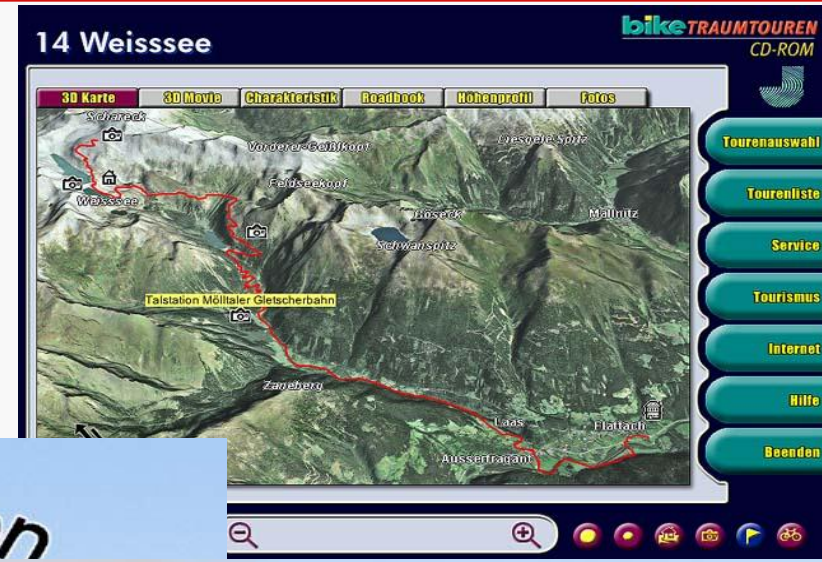 bike TRAUMTOUREN
CD-ROM
14 Weisssee
3D Karte
3D Movie
Charakteristik
Roadbook
Höhenprofil
Fotos
Schareck
Vorderer-Geißlkopf
Liesgele-Spitz
Feldseekopf
Weisssee
Böseck
Mallnitz
Schwanspitz
Talstation Mölltaler Gletscherbahn
Zaneberg
Laas
Flattach
Ausserfragant
Tourenauswahl
Tourenliste
Service
Tourismus
Internet
Hilfe
Beenden